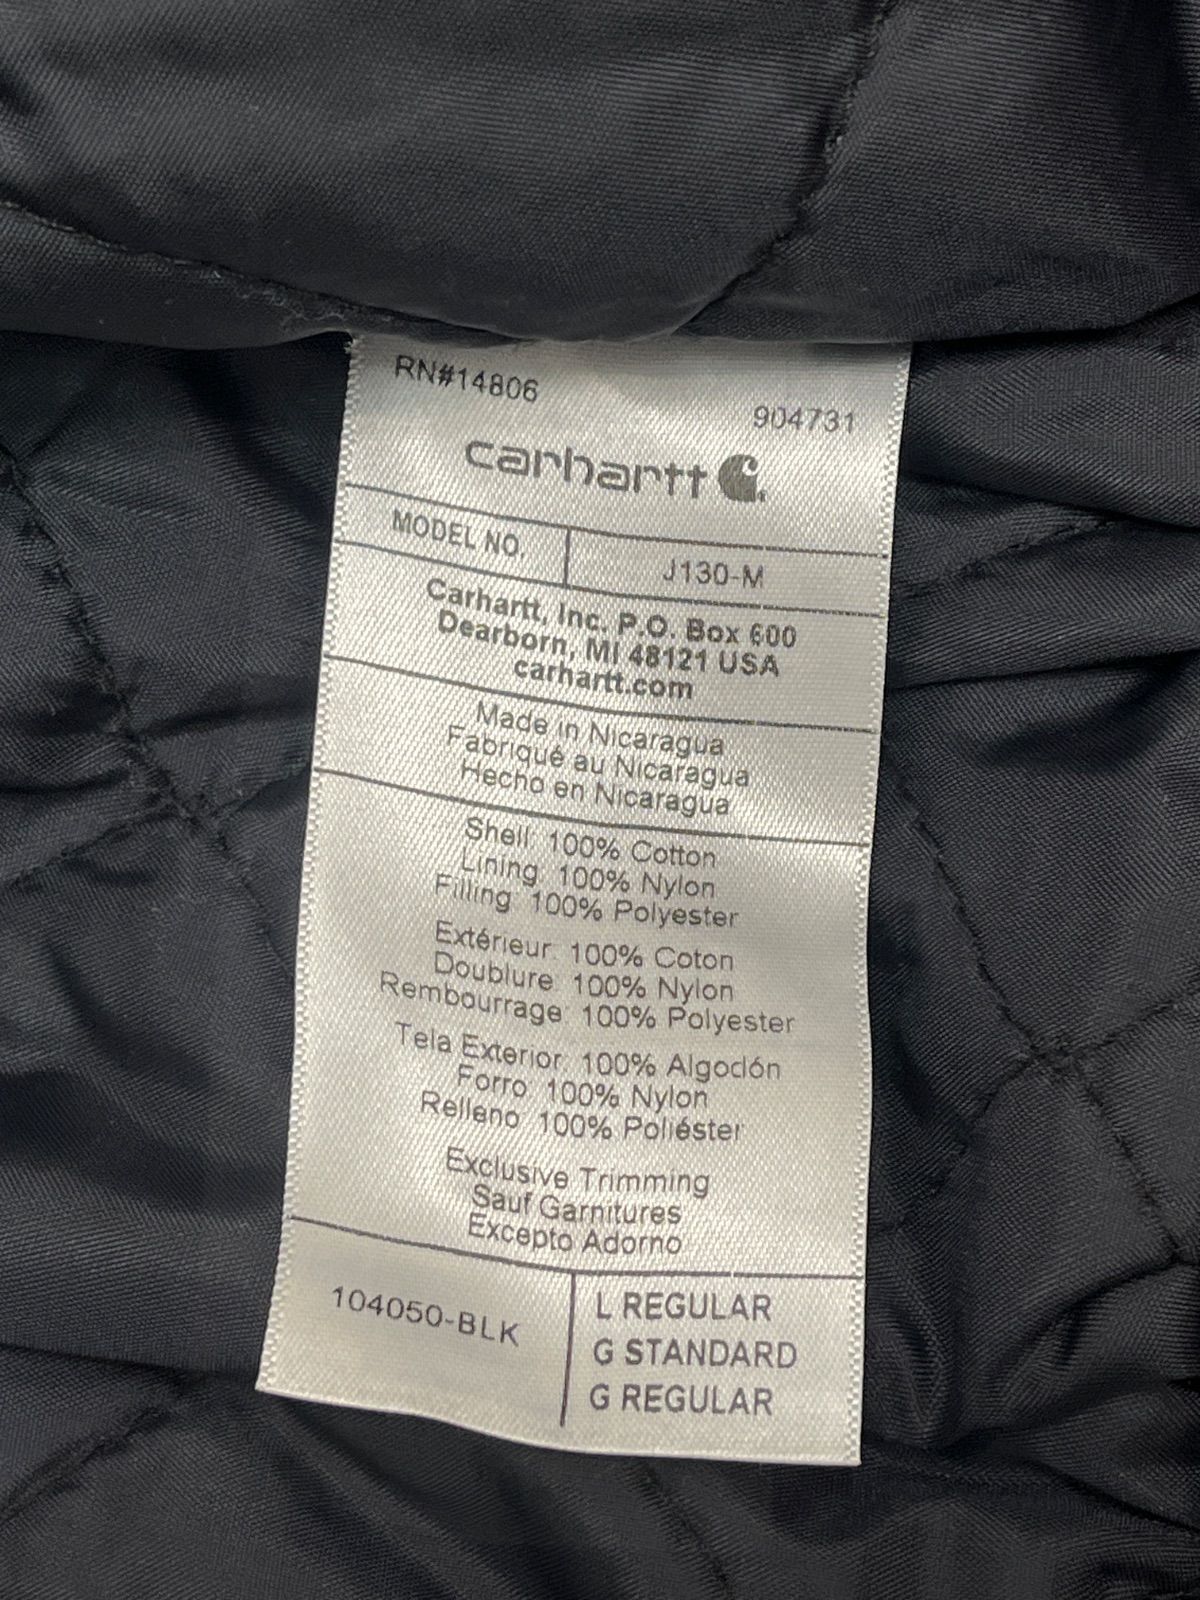 RN#14806
904731
carhartt
MODEL NO. J130-M
Carhartt, Inc. P.O. Box 600
Dearborn, MI 48121 USA
carhartt.com
Made in Nicaragua
Fabriqué au Nicaragua
Hecho en Nicaragua
Shell: 100% Cotton
Lining: 100% Nylon
Filling: 100% Polyester
Extérieur: 100% Coton
Doublure: 100% Nylon
Rembourrage: 100% Polyester
Tela Exterior: 100% Algodón
Forro: 100% Nylon
Relleno: 100% Poliéster
Exclusive Trimming
Sauf Garnitures
Excepto Adorno
104050-BLK
L REGULAR
G STANDARD
G REGULAR